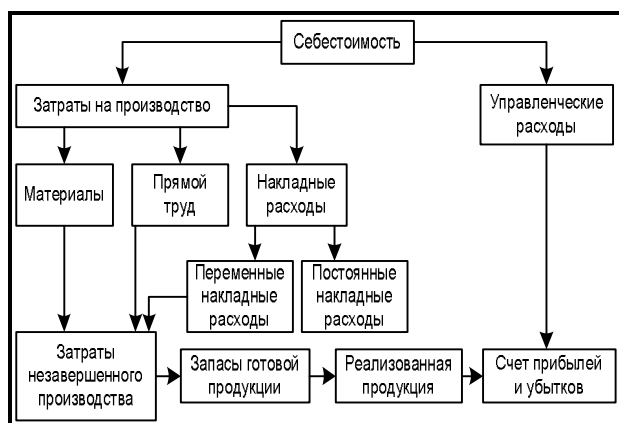 Себестоимость
Затраты на производство
Управленческие
расходы
Материалы
Прямой
труд
Накладные
расходы
Переменные
накладные
расходы
Постоянные
накладные
расходы
Затраты
незавершенного
производства
Запасы готовой
продукции
Реализованная
продукция
Счет прибылей
и убытков